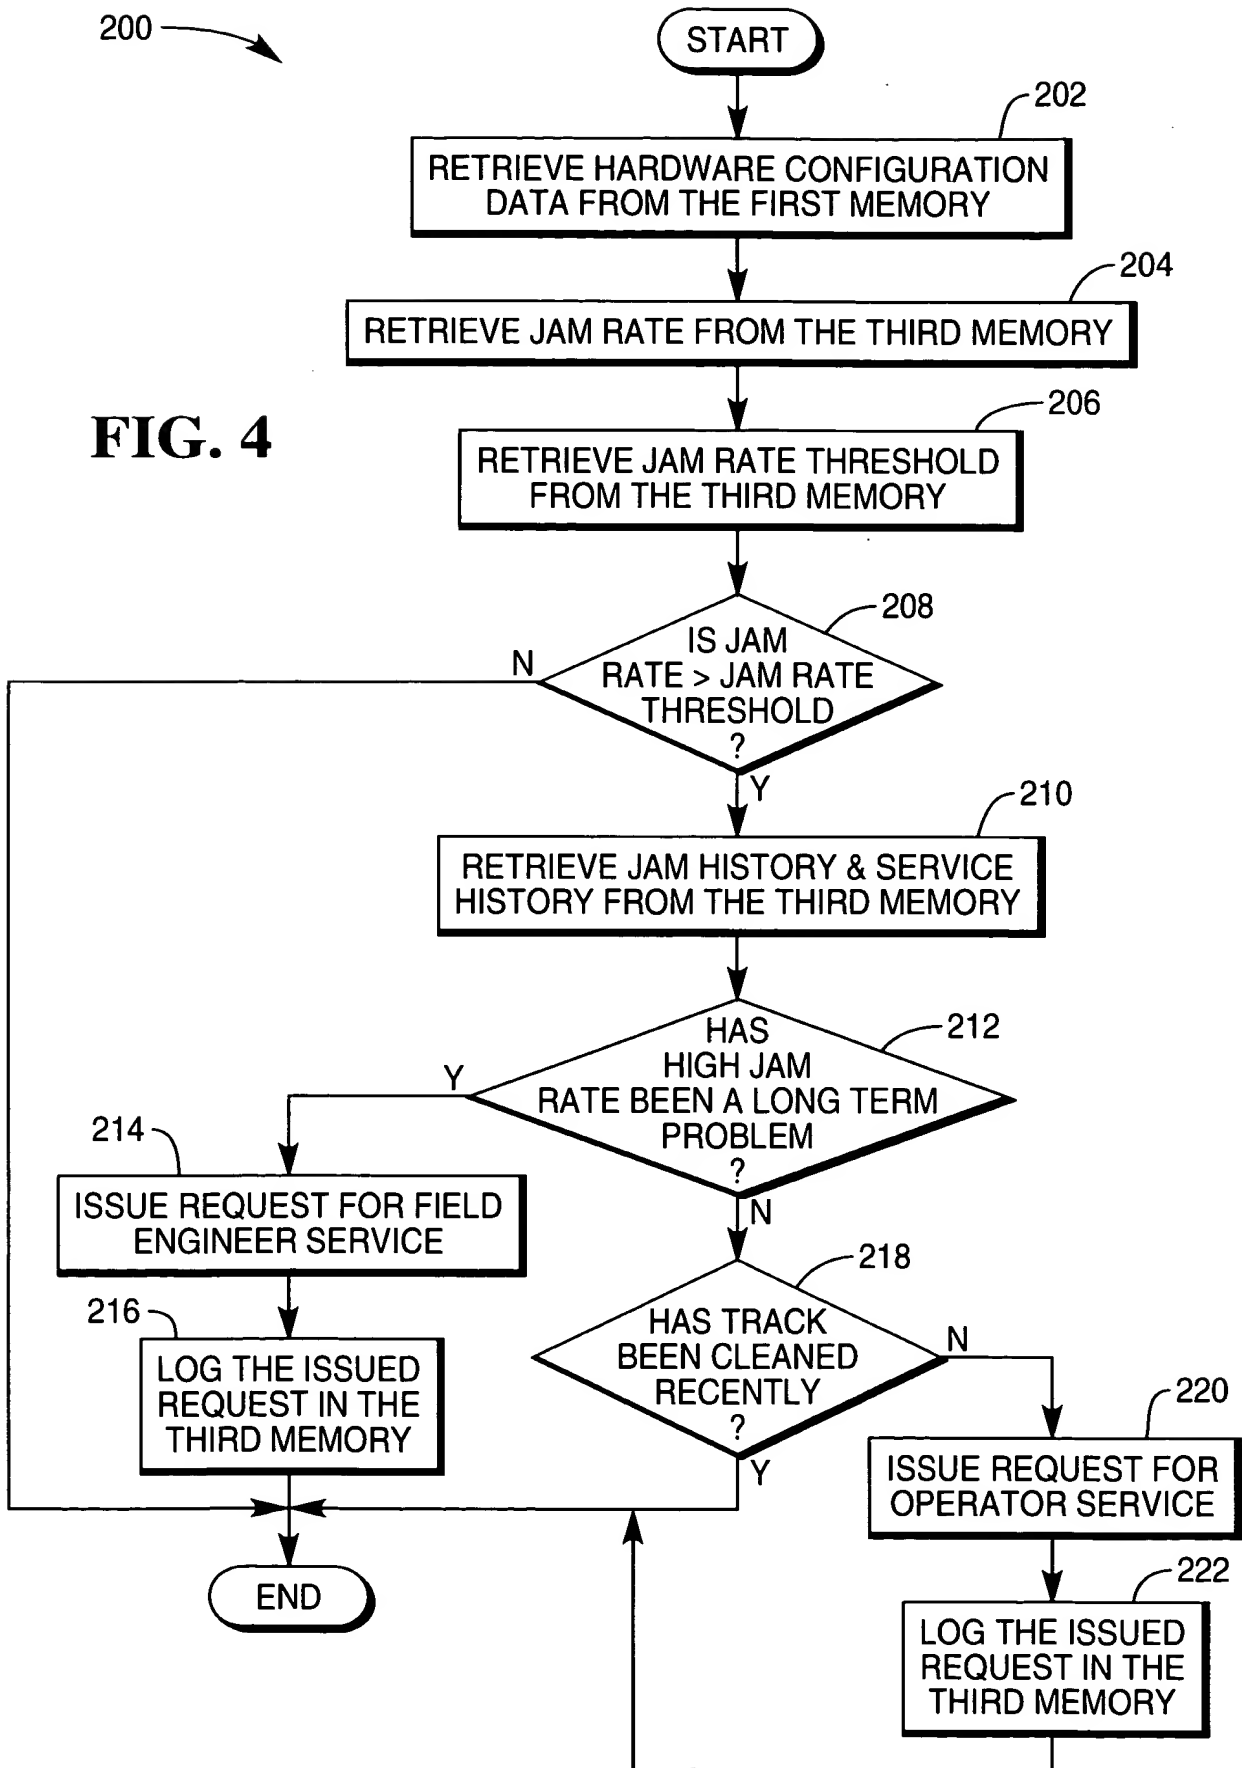 200
START
202
RETRIEVE HARDWARE CONFIGURATION
DATA FROM THE FIRST MEMORY
204
RETRIEVE JAM RATE FROM THE THIRD MEMORY
206
FIG. 4
RETRIEVE JAM RATE THRESHOLD
FROM THE THIRD MEMORY
208
IS JAM
RATE > JAM RATE
THRESHOLD
?
N
Y
210
RETRIEVE JAM HISTORY & SERVICE
HISTORY FROM THE THIRD MEMORY
212
HAS
HIGH JAM
RATE BEEN A LONG TERM
PROBLEM
?
Y
N
214
ISSUE REQUEST FOR FIELD
ENGINEER SERVICE
216
LOG THE ISSUED
REQUEST IN THE
THIRD MEMORY
218
HAS TRACK
BEEN CLEANED
RECENTLY
?
N
Y
220
ISSUE REQUEST FOR
OPERATOR SERVICE
END
222
LOG THE ISSUED
REQUEST IN THE
THIRD MEMORY